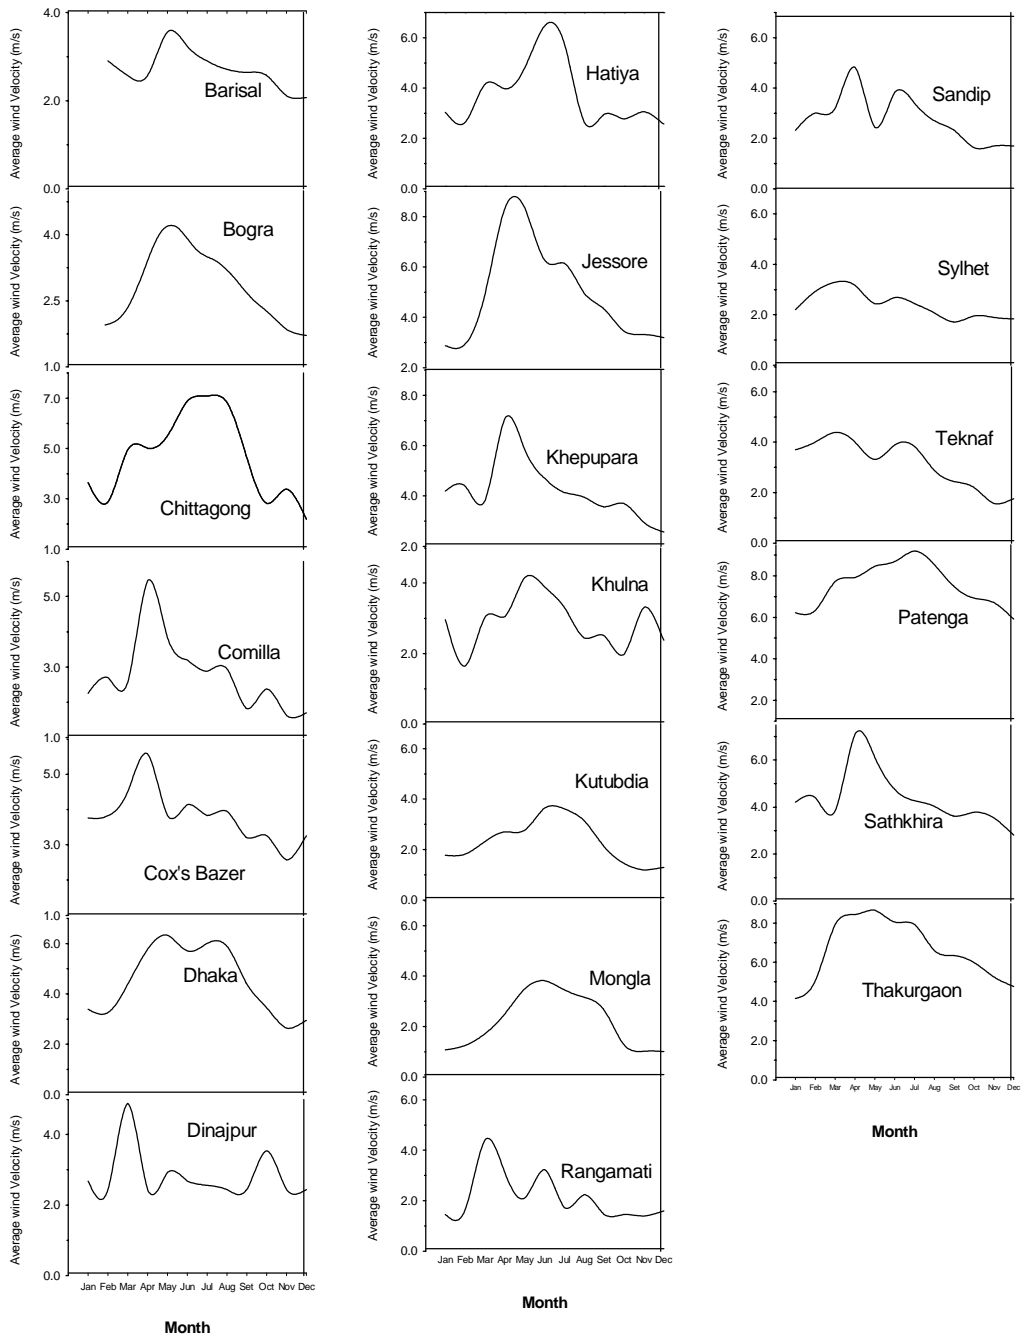 Average wind Velocity (m/s)
4.0
2.0
0.0
Barisal
Average wind Velocity (m/s)
4.0
2.5
1.0
Bogra
Average wind Velocity (m/s)
7.0
5.0
3.0
1.0
Chittagong
Average wind Velocity (m/s)
5.0
3.0
1.0
Comilla
Average wind Velocity (m/s)
5.0
3.0
1.0
Cox's Bazer
Average wind Velocity (m/s)
6.0
4.0
2.0
0.0
Dhaka
Average wind Velocity (m/s)
4.0
2.0
0.0
Dinajpur
Jan Feb Mar Apr May Jun Jul Aug Set Oct Nov Dec
Month
Average wind Velocity (m/s)
6.0
4.0
2.0
0.0
Hatiya
Average wind Velocity (m/s)
8.0
6.0
4.0
2.0
Jessore
Average wind Velocity (m/s)
8.0
6.0
4.0
2.0
Khepupara
Average wind Velocity (m/s)
4.0
2.0
0.0
Khulna
Average wind Velocity (m/s)
6.0
4.0
2.0
0.0
Kutubdia
Average wind Velocity (m/s)
6.0
4.0
2.0
0.0
Mongla
Average wind Velocity (m/s)
6.0
4.0
2.0
0.0
Rangamati
Jan Feb Mar Apr May Jun Jul Aug Set Oct Nov Dec
Month
Average wind Velocity (m/s)
6.0
4.0
2.0
0.0
Sandip
Average wind Velocity (m/s)
6.0
4.0
2.0
0.0
Sylhet
Average wind Velocity (m/s)
6.0
4.0
2.0
0.0
Teknaf
Average wind Velocity (m/s)
8.0
6.0
4.0
2.0
Patenga
Average wind Velocity (m/s)
6.0
4.0
2.0
0.0
Sathkhira
Average wind Velocity (m/s)
8.0
6.0
4.0
2.0
0.0
Thakurgaon
Jan Feb Mar Apr May Jun Jul Aug Set Oct Nov Dec
Month